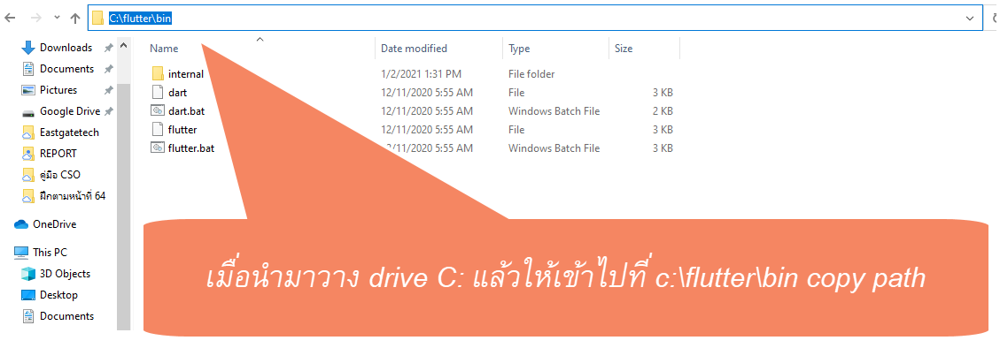 C:\flutter\bin
Downloads
Documents
Pictures
Google Drive
Eastgatetech
REPORT
คู่มือ CSO
ฝึกตามหน้าที่ 64
OneDrive
This PC
3D Objects
Desktop
Documents
Name Date modified Type Size
internal 1/2/2021 1:31 PM File folder
dart 12/11/2020 5:55 AM File 3 KB
dart.bat 12/11/2020 5:55 AM Windows Batch File 2 KB
flutter 12/11/2020 5:55 AM File 3 KB
flutter.bat 2/11/2020 5:55 AM Windows Batch File 3 KB
เมื่อนำมาวาง drive C: แล้วให้เข้าไปที่ c:\flutter\bin copy path